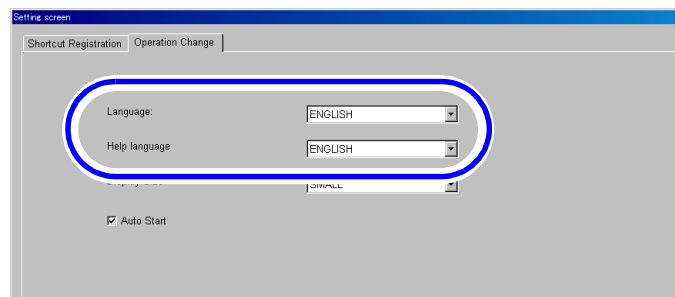 Setting screen
Shortcut Registration Operation Change
Language: ENGLISH
Help language ENGLISH
SMALL
Auto Start